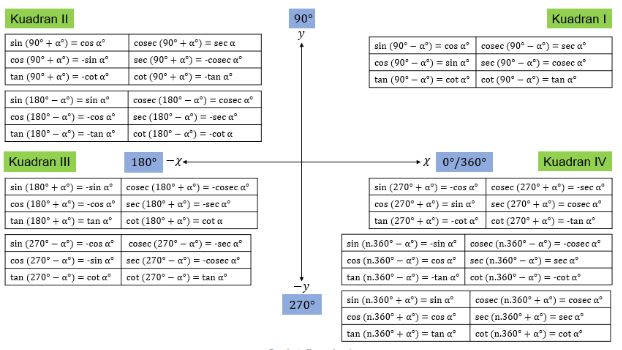 Kuadran II
90°
Kuadran I
y
sin (90° + α°) = cos α° cosec (90° + α°) = sec α
cos (90° + α°) = -sin α° sec (90° + α°) = -cosec α°
tan (90° + α°) = -cot α° cot (90° + α°) = -tan α°
sin (90° − α°) = cos α° cosec (90° − α°) = sec α°
cos (90° − α°) = sin α° sec (90° − α°) = cosec α°
tan (90° − α°) = cot α° cot (90° − α°) = tan α°
sin (180° − α°) = sin α° cosec (180° − α°) = cosec α°
cos (180° − α°) = -cos α° sec (180° − α°) = -sec α°
tan (180° − α°) = -tan α° cot (180° − α°) = -cot α
Kuadran III
180°
−x
x
0°/360°
Kuadran IV
sin (180° + α°) = -sin α° cosec (180° + α°) = -cosec α°
cos (180° + α°) = -cos α° sec (180° + α°) = -sec α°
tan (180° + α°) = tan α° cot (180° + α°) = cot α
sin (270° − α°) = -cos α° cosec (270° − α°) = -sec α°
cos (270° − α°) = -sin α° sec (270° − α°) = -cosec α°
tan (270° − α°) = cot α° cot (270° − α°) = tan α°
−y
270°
sin (270° + α°) = -cos α° cosec (270° + α°) = -sec α°
cos (270° + α°) = sin α° sec (270° + α°) = cosec α°
tan (270° + α°) = -cot α° cot (270° + α°) = -tan α°
sin (n.360° − α°) = -sin α° cosec (n.360° − α°) = -cosec α°
cos (n.360° − α°) = cos α° sec (n.360° − α°) = sec α°
tan (n.360° − α°) = -tan α° cot (n.360° − α°) = -cot α°
sin (n.360° + α°) = sin α° cosec (n.360° + α°) = cosec α°
cos (n.360° + α°) = cos α° sec (n.360° + α°) = sec α°
tan (n.360° + α°) = tan α° cot (n.360° + α°) = cot α°